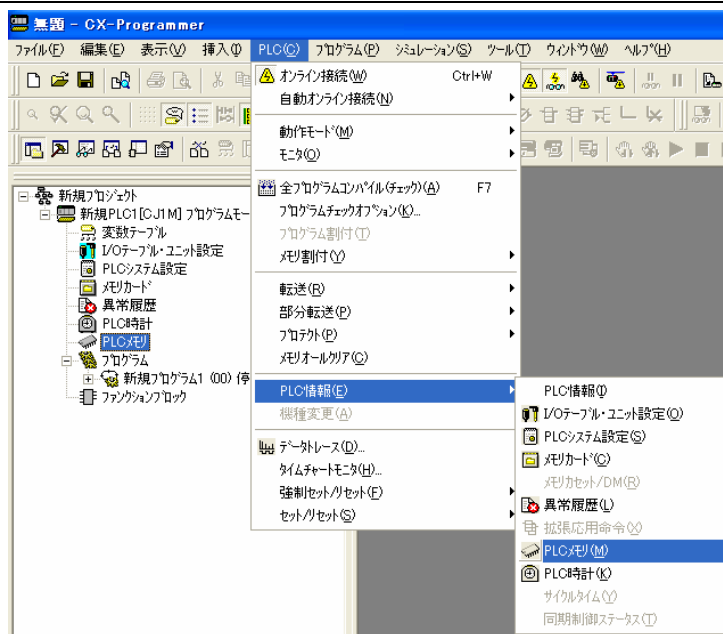 無題 - CX-Programmer
ファイル(F) 編集(E) 表示(V) 挿入(I) PLC(C) プログラム(P) シミュレーション(S) ツール(T) ウィンドウ(W) ヘルプ(H)
オンライン接続(W) Ctrl+W
自動オンライン接続(N)
動作モード(M)
モニタ(O)
全プログラムコンパイル(チェック)(A) F7
プログラムチェックオプション(K)...
プログラム割付(T)
メモリ割付(Y)
転送(R)
部分転送(P)
プロテクト(P)
メモリオールクリア(C)
PLC情報(E)
機種変更(A)
データトレース(D)...
タイムチャートモニタ(H)...
強制セット/リセット(F)
セット/リセット(S)
新規プロジェクト
新規PLC1[CJ1M] プログラムモー
変数テーブル
I/Oテーブル・ユニット設定
PLCシステム設定
メモリカード
異常履歴
PLC時計
PLCメモリ
プログラム
新規プログラム1 (00) 停
ファンクションブロック
PLC情報(I)
I/Oテーブル・ユニット設定(O)
PLCシステム設定(S)
メモリカード(C)
メモリカセット/DM(R)
異常履歴(L)
拡張応用命令(X)
PLCメモリ(M)
PLC時計(K)
サイクルタイム(Y)
同期制御ステータス(T)